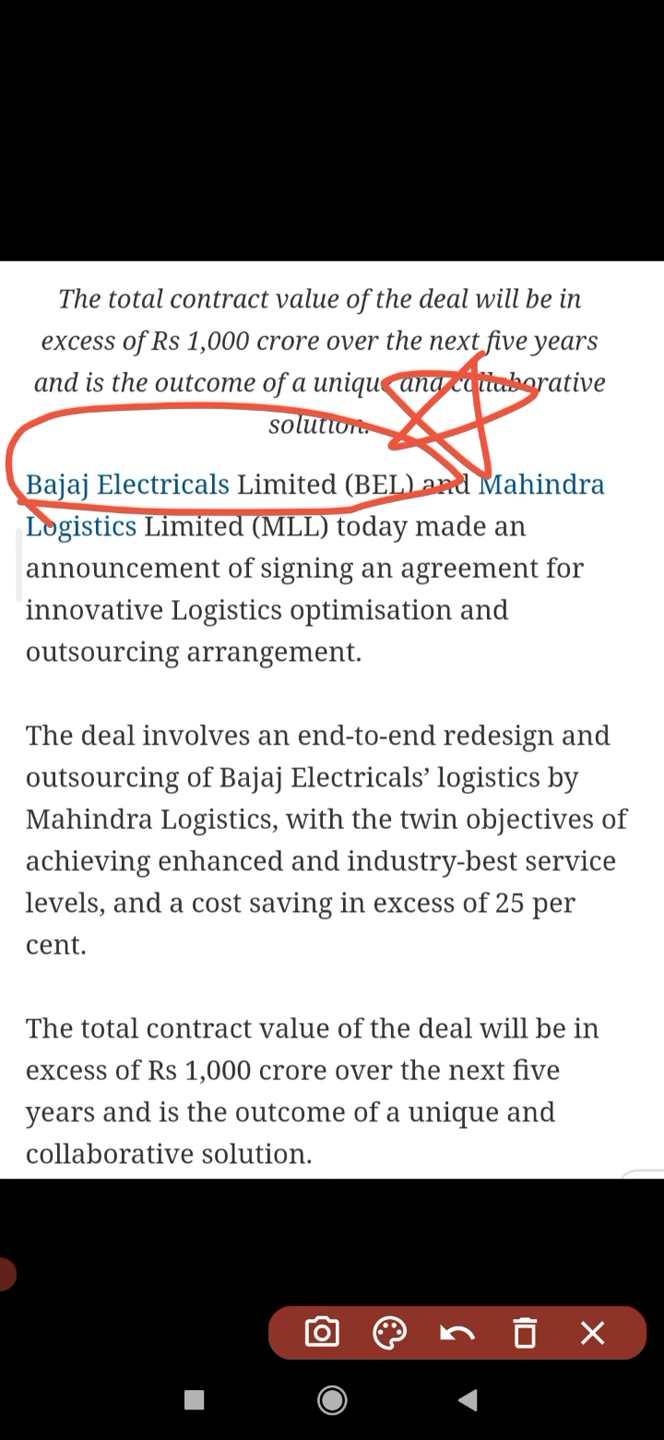 The total contract value of the deal will be in
excess of Rs 1,000 crore over the next five years
and is the outcome of a unique and collaborative
solution.
Bajaj Electricals Limited (BEL) and Mahindra
Logistics Limited (MLL) today made an
announcement of signing an agreement for
innovative Logistics optimisation and
outsourcing arrangement.
The deal involves an end-to-end redesign and
outsourcing of Bajaj Electricals’ logistics by
Mahindra Logistics, with the twin objectives of
achieving enhanced and industry-best service
levels, and a cost saving in excess of 25 per
cent.
The total contract value of the deal will be in
excess of Rs 1,000 crore over the next five
years and is the outcome of a unique and
collaborative solution.